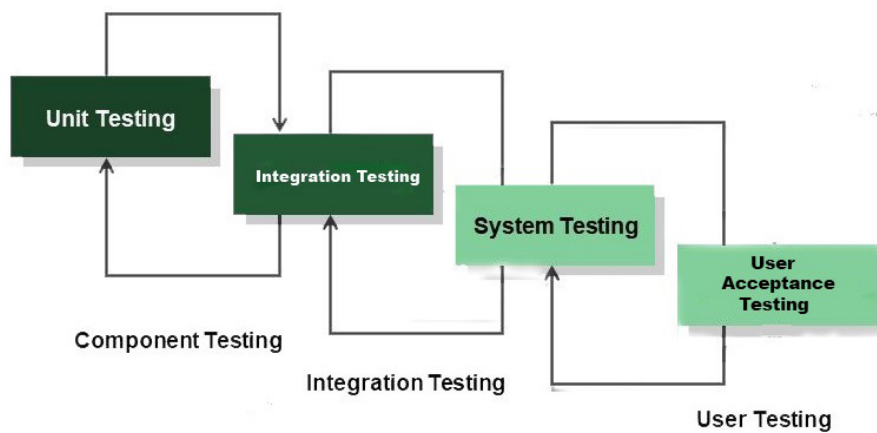 Unit Testing
Integration Testing
System Testing
User
Acceptance
Testing
Component Testing
Integration Testing
User Testing